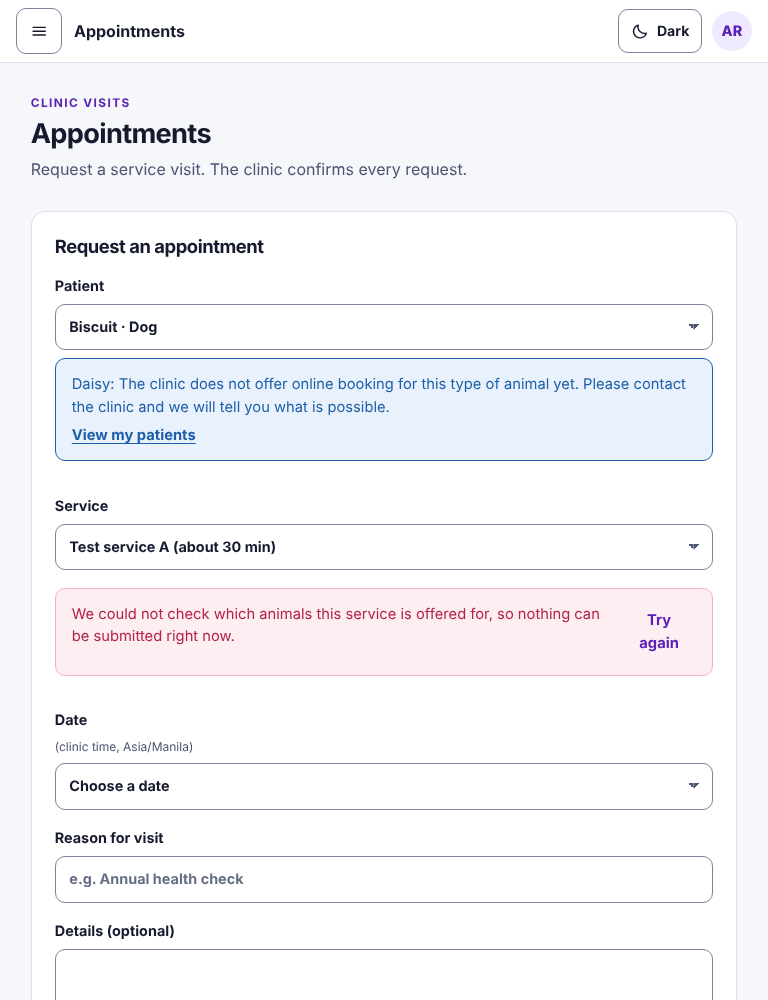 Appointments
Dark
AR
CLINIC VISITS
Appointments
Request a service visit. The clinic confirms every request.
Request an appointment
Patient
Biscuit · Dog
Daisy: The clinic does not offer online booking for this type of animal yet. Please contact
the clinic and we will tell you what is possible.
View my patients
Service
Test service A (about 30 min)
We could not check which animals this service is offered for, so nothing can
be submitted right now.
Try
again
Date
(clinic time, Asia/Manila)
Choose a date
Reason for visit
e.g. Annual health check
Details (optional)